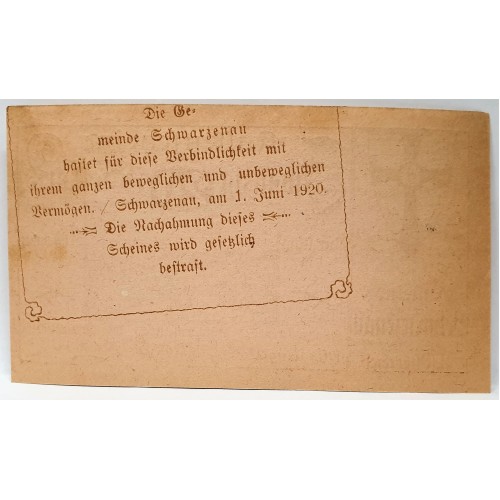 Die Ge-
meinde Schwarzenau
haftet für diese Verbindlichkeit mit
ihrem ganzen beweglichen und unbeweglichen
Vermögen. / Schwarzenau, am 1. Juni 1920.
Die Nachahmung dieses
Scheines wird gesetzlich
bestraft.